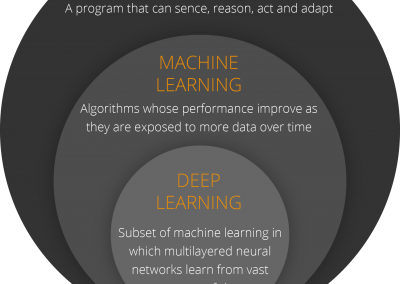 A program that can sence, reason, act and adapt
MACHINE
LEARNING
Algorithms whose performance improve as
they are exposed to more data over time
DEEP
LEARNING
Subset of machine learning in
which multilayered neural
networks learn from vast